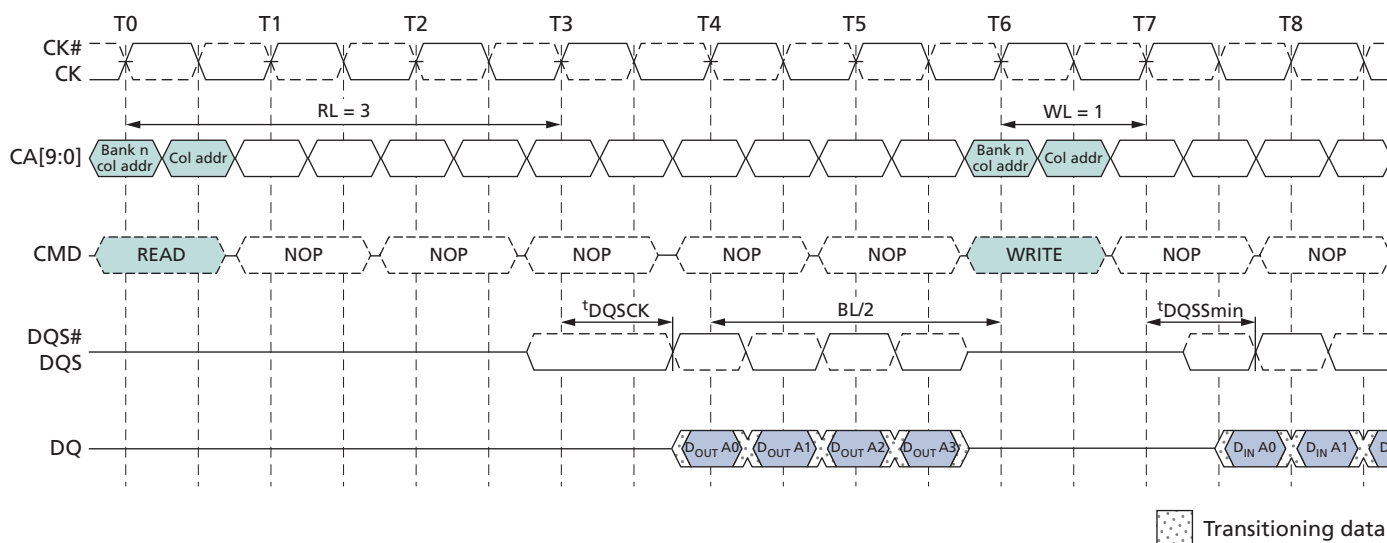 T0 T1 T2 T3 T4 T5 T6 T7 T8
CK#
CK
RL = 3 WL = 1
CA[9:0] Bank n col addr Col addr Bank n col addr Col addr
CMD READ NOP NOP NOP NOP NOP WRITE NOP NOP
tDQSCK BL/2 tDQSSmin
DQS#
DQS
DQ DOUT A0 DOUT A1 DOUT A2 DOUT A3 DIN A0 DIN A1 D
Transitioning data